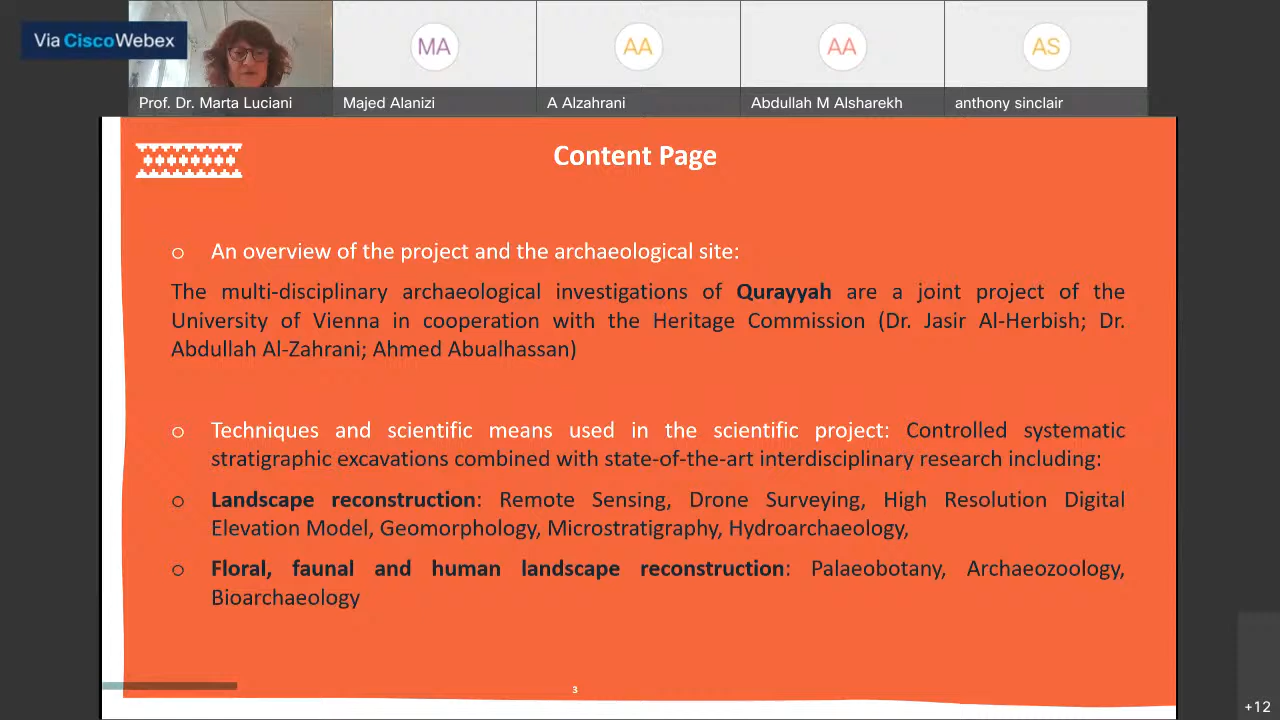 Via Cisco Webex
MA
AA
AA
AS
Prof. Dr. Marta Luciani
Majed Alanizi
A Alzahrani
Abdullah M Alsharekh
anthony sinclair
Content Page
o An overview of the project and the archaeological site:
The multi-disciplinary archaeological investigations of Qurayyah are a joint project of the
University of Vienna in cooperation with the Heritage Commission (Dr. Jasir Al-Herbish; Dr.
Abdullah Al-Zahrani; Ahmed Abualhassan)
o Techniques and scientific means used in the scientific project: Controlled systematic
stratigraphic excavations combined with state-of-the-art interdisciplinary research including:
o Landscape reconstruction: Remote Sensing, Drone Surveying, High Resolution Digital
Elevation Model, Geomorphology, Microstratigraphy, Hydroarchaeology,
o Floral, faunal and human landscape reconstruction: Palaeobotany, Archaeozoology,
Bioarchaeology
3
+12